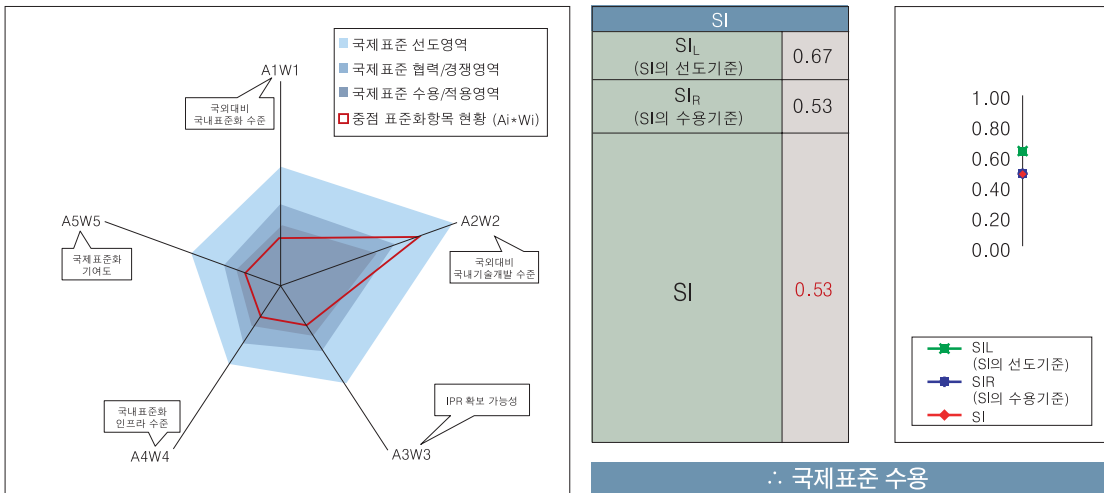 국제표준 선도영역
국제표준 협력/경쟁영역
국제표준 수용/적용영역
중점 표준화항목 현황 (Ai*Wi)
A1W1
국외대비
국내표준화 수준
A2W2
국외대비
국내기술개발 수준
A5W5
국제표준화
기여도
국내표준화
인프라 수준
A4W4
IPR 확보 가능성
A3W3
SI
SIL
(SI의 선도기준)
0.67
SIR
(SI의 수용기준)
0.53
SI
0.53
1.00
0.80
0.60
0.40
0.20
0.00
SIL
(SI의 선도기준)
SIR
(SI의 수용기준)
SI
∴ 국제표준 수용